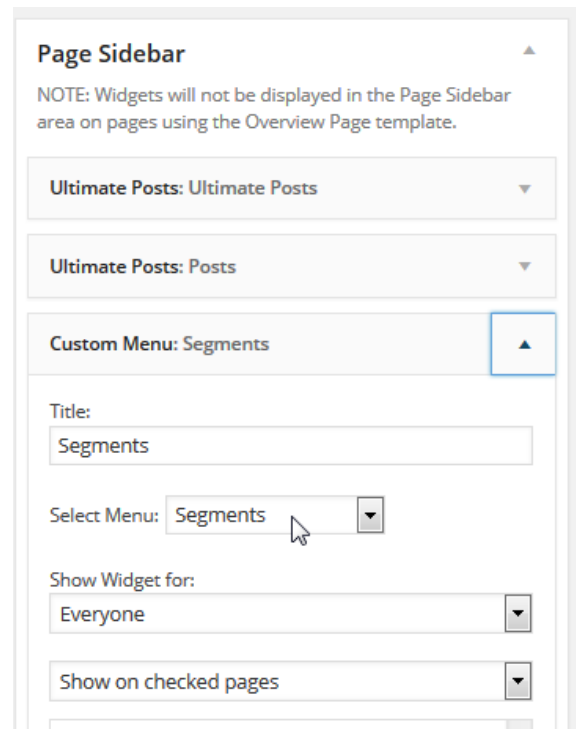 Page Sidebar
NOTE: Widgets will not be displayed in the Page Sidebar
area on pages using the Overview Page template.
Ultimate Posts: Ultimate Posts
Ultimate Posts: Posts
Custom Menu: Segments
Title:
Segments
Select Menu: Segments
Show Widget for:
Everyone
Show on checked pages